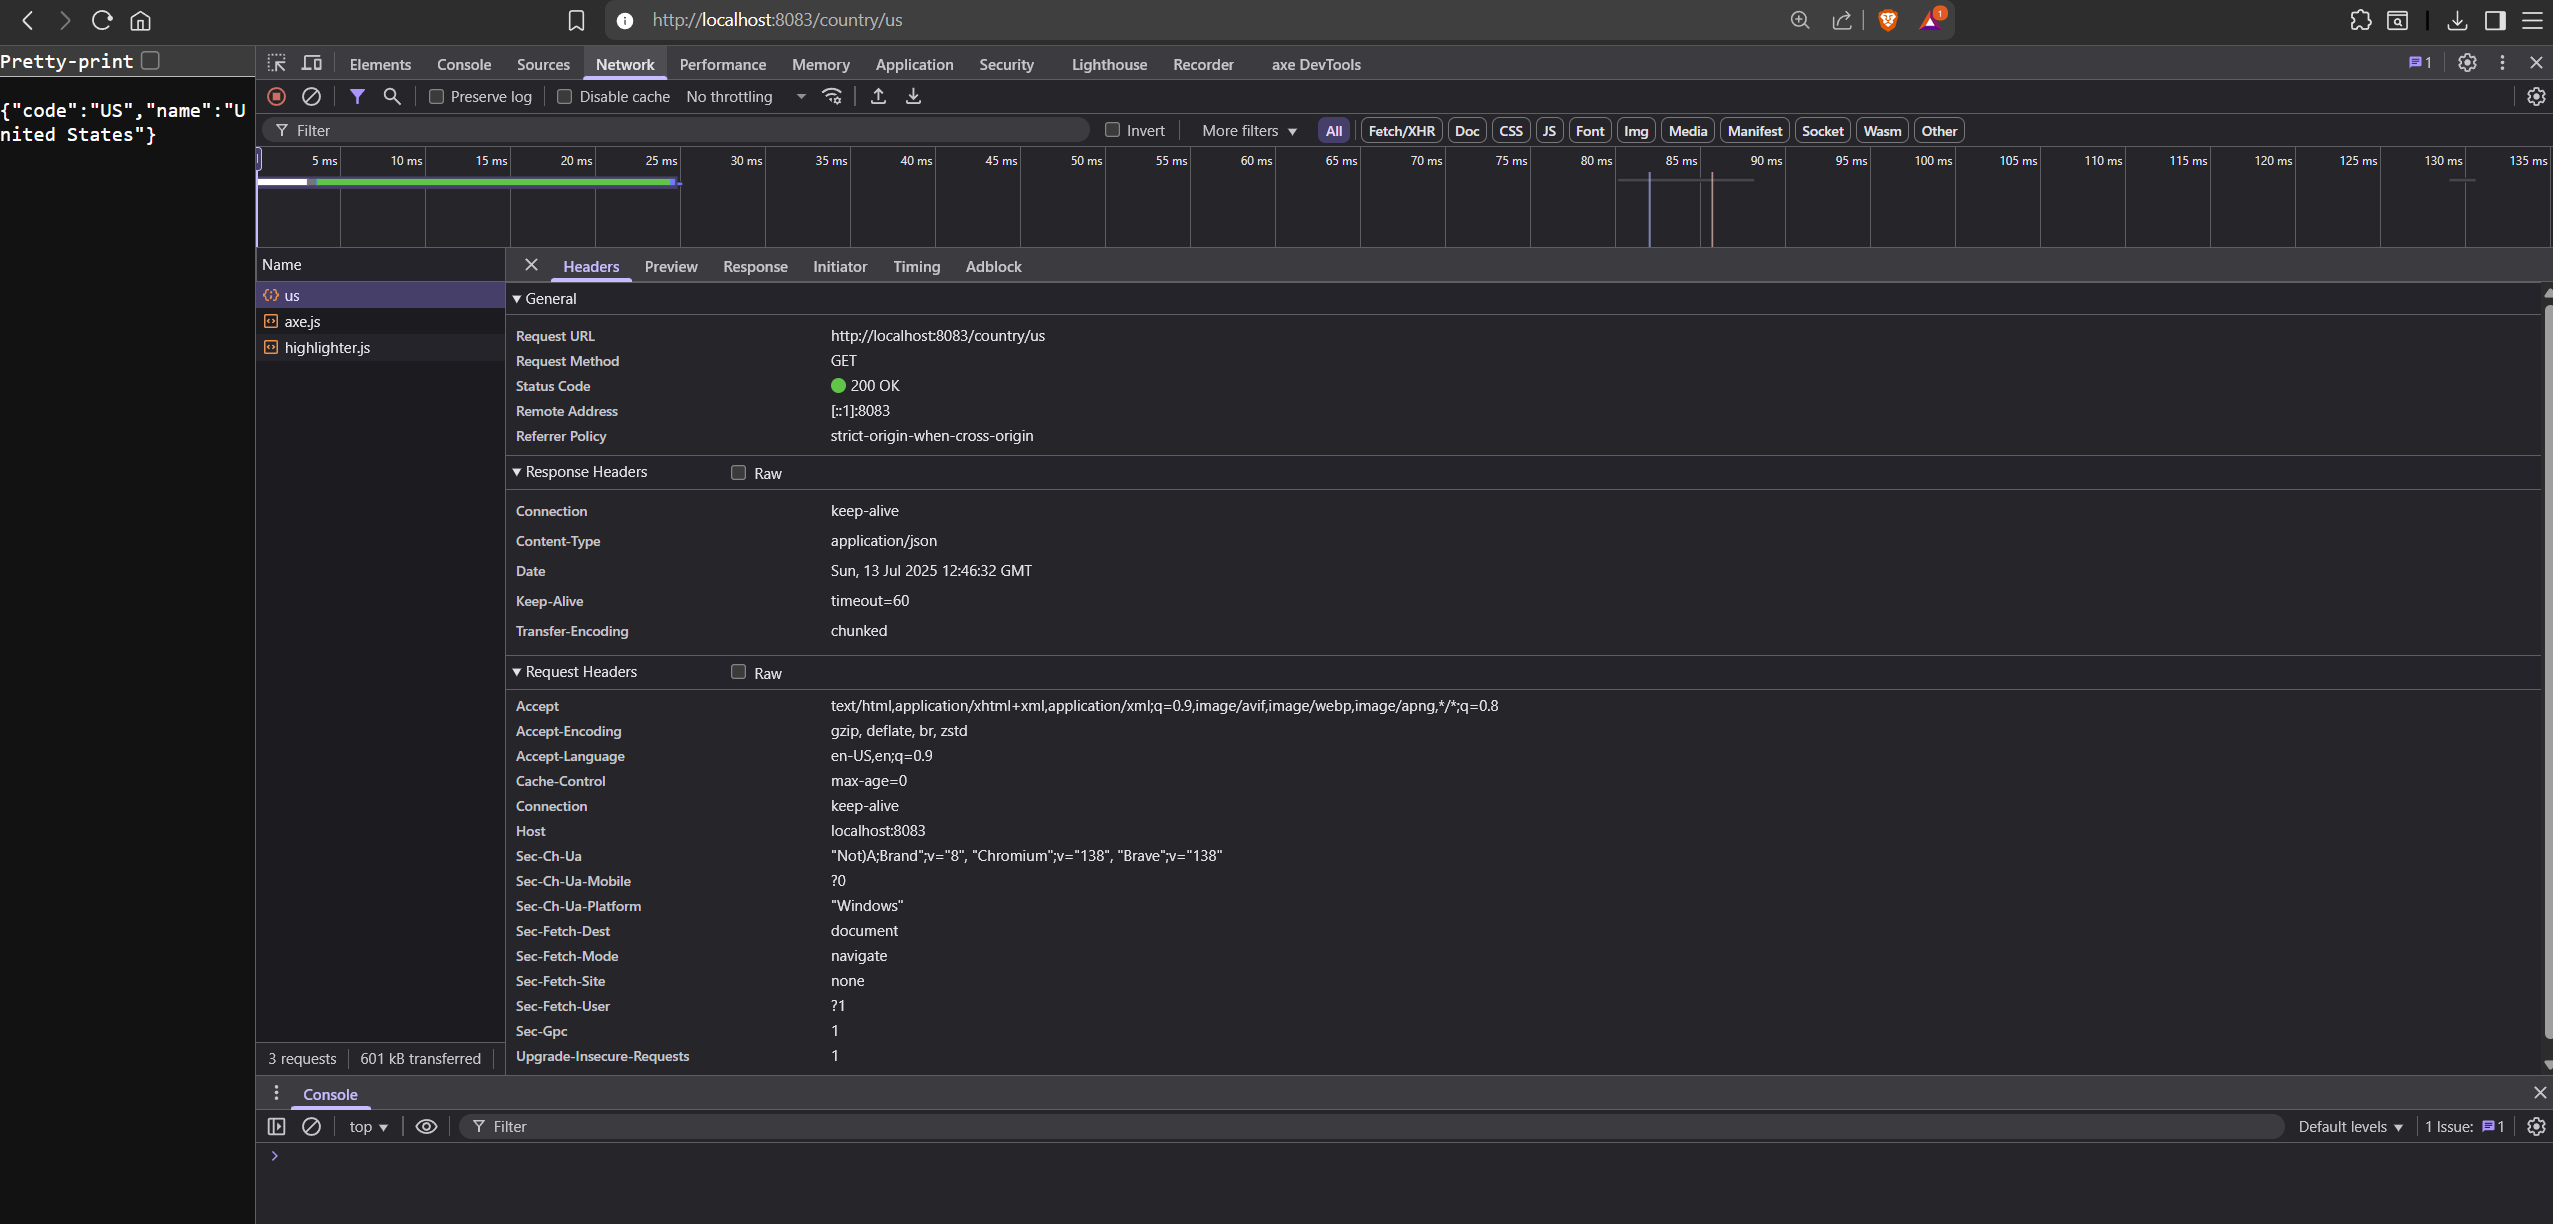 http://localhost:8083/country/us
1
Pretty-print
{"code":"US","name":"U
nited States"}
Elements Console Sources Network Performance Memory Application Security Lighthouse Recorder axe DevTools 1
Preserve log Disable cache No throttling
Filter Invert More filters All Fetch/XHR Doc CSS JS Font Img Media Manifest Socket Wasm Other
5 ms 10 ms 15 ms 20 ms 25 ms 30 ms 35 ms 40 ms 45 ms 50 ms 55 ms 60 ms 65 ms 70 ms 75 ms 80 ms 85 ms 90 ms 95 ms 100 ms 105 ms 110 ms 115 ms 120 ms 125 ms 130 ms 135 ms
Name
us
axe.js
highlighter.js
3 requests 601 kB transferred
Headers Preview Response Initiator Timing Adblock
General
Request URL http://localhost:8083/country/us
Request Method GET
Status Code 200 OK
Remote Address [::1]:8083
Referrer Policy strict-origin-when-cross-origin
Response Headers Raw
Connection keep-alive
Content-Type application/json
Date Sun, 13 Jul 2025 12:46:32 GMT
Keep-Alive timeout=60
Transfer-Encoding chunked
Request Headers Raw
Accept text/html,application/xhtml+xml,application/xml;q=0.9,image/avif,image/webp,image/apng,*/*;q=0.8
Accept-Encoding gzip, deflate, br, zstd
Accept-Language en-US,en;q=0.9
Cache-Control max-age=0
Connection keep-alive
Host localhost:8083
Sec-Ch-Ua "Not)A;Brand";v="8", "Chromium";v="138", "Brave";v="138"
Sec-Ch-Ua-Mobile ?0
Sec-Ch-Ua-Platform "Windows"
Sec-Fetch-Dest document
Sec-Fetch-Mode navigate
Sec-Fetch-Site none
Sec-Fetch-User ?1
Sec-Gpc 1
Upgrade-Insecure-Requests 1
Console
top Filter Default levels 1 Issue: 1